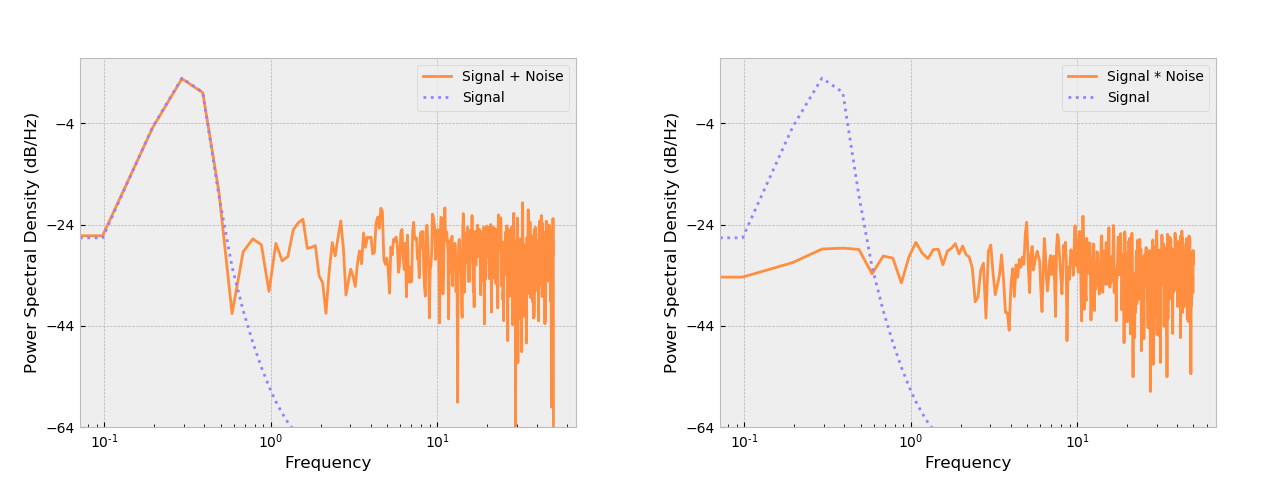 Signal + Noise
Signal
Power Spectral Density (dB/Hz)
−4
−24
−44
−64
10⁻¹
10⁰
10¹
Frequency
Signal * Noise
Signal
Power Spectral Density (dB/Hz)
−4
−24
−44
−64
10⁻¹
10⁰
10¹
Frequency